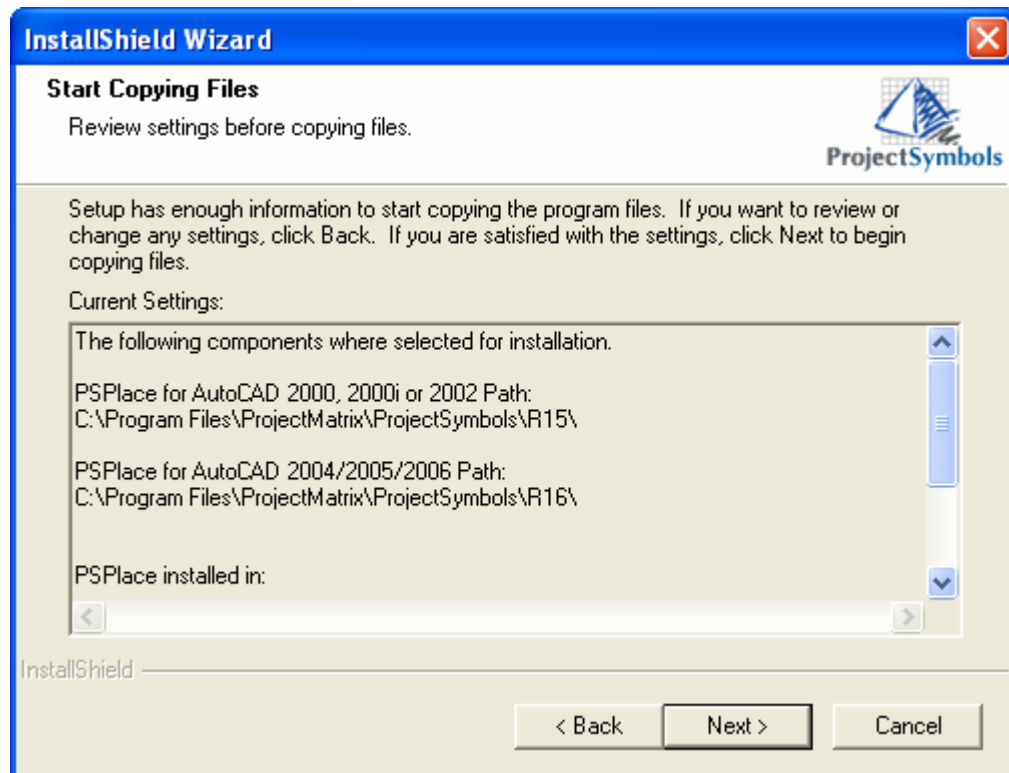 InstallShield Wizard
Start Copying Files
Review settings before copying files.
ProjectSymbols
Setup has enough information to start copying the program files. If you want to review or
change any settings, click Back. If you are satisfied with the settings, click Next to begin
copying files.
Current Settings:
The following components where selected for installation.
PSPlace for AutoCAD 2000, 2000i or 2002 Path:
C:\Program Files\ProjectMatrix\ProjectSymbols\R15\
PSPlace for AutoCAD 2004/2005/2006 Path:
C:\Program Files\ProjectMatrix\ProjectSymbols\R16\
PSPlace installed in:
InstallShield
< Back Next > Cancel